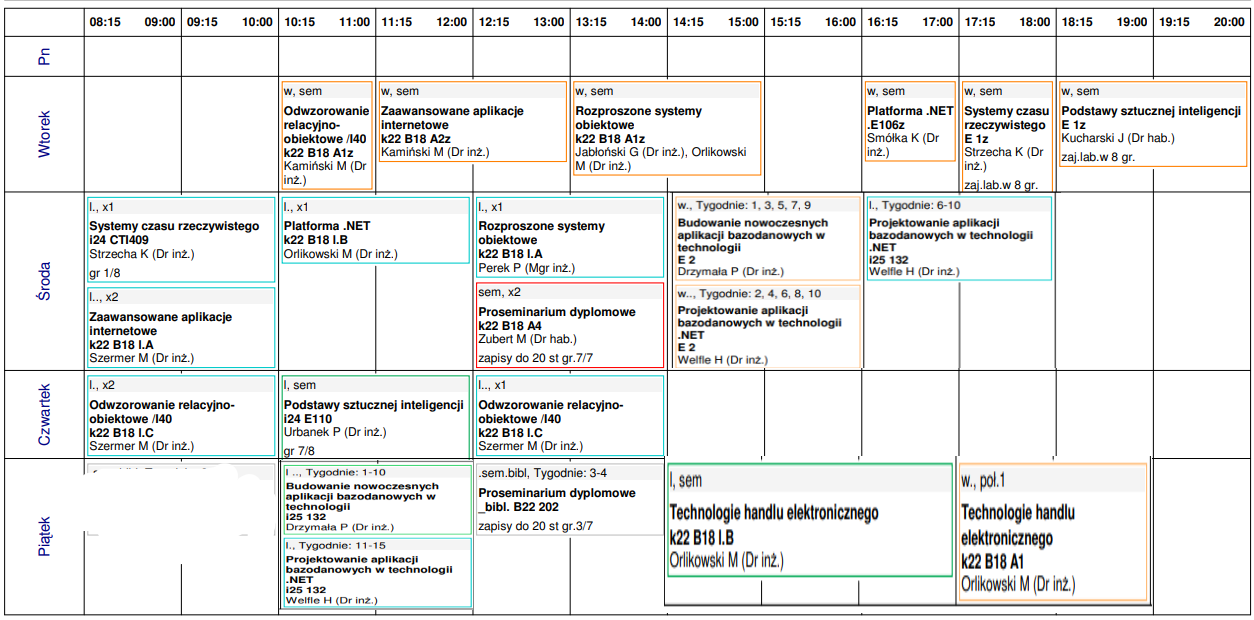 08:15 09:00 09:15 10:00 10:15 11:00 11:15 12:00 12:15 13:00 13:15 14:00 14:15 15:00 15:15 16:00 16:15 17:00 17:15 18:00 18:15 19:00 19:15 20:00
Pn
Wtorek
w, sem
Odwzorowanie
relacyjno-
obiektowe /I40
k22 B18 A1z
Kamiński M (Dr
inż.)
w, sem
Zaawansowane aplikacje
internetowe
k22 B18 A2z
Kamiński M (Dr inż.)
w, sem
Rozproszone systemy
obiektowe
k22 B18 A1z
Jabłoński G (Dr inż.), Orlikowski
M (Dr inż.)
w, sem
Platforma .NET
.E106z
Smółka K (Dr
inż.)
w, sem
Systemy czasu
rzeczywistego
E 1z
Strzecha K (Dr
inż.)
zaj.lab.w 8 gr.
w, sem
Podstawy sztucznej inteligencji
E 1z
Kucharski J (Dr hab.)
zaj.lab.w 8 gr.
Środa
l., x1
Systemy czasu rzeczywistego
i24 CTI409
Strzecha K (Dr inż.)
gr 1/8
l.., x2
Zaawansowane aplikacje
internetowe
k22 B18 l.A
Szermer M (Dr inż.)
l., x1
Platforma .NET
k22 B18 l.B
Orlikowski M (Dr inż.)
l., x1
Rozproszone systemy
obiektowe
k22 B18 l.A
Perek P (Mgr inż.)
sem, x2
Proseminarium dyplomowe
k22 B18 A4
Zubert M (Dr hab.)
zapisy do 20 st gr.7/7
w., Tygodnie: 1, 3, 5, 7, 9
Budowanie nowoczesnych
aplikacji bazodanowych w
technologii
E 2
Drzymała P (Dr inż.)
w.., Tygodnie: 2, 4, 6, 8, 10
Projektowanie aplikacji
bazodanowych w technologii
.NET
E 2
Welfle H (Dr inż.)
l., Tygodnie: 6-10
Projektowanie aplikacji
bazodanowych w technologii
.NET
i25 132
Welfle H (Dr inż.)
Czwartek
l., x2
Odwzorowanie relacyjno-
obiektowe /I40
k22 B18 l.C
Szermer M (Dr inż.)
l, sem
Podstawy sztucznej inteligencji
i24 E110
Urbanek P (Dr inż.)
gr 7/8
l.., x1
Odwzorowanie relacyjno-
obiektowe /I40
k22 B18 l.C
Szermer M (Dr inż.)
Piątek
l .., Tygodnie: 1-10
Budowanie nowoczesnych
aplikacji bazodanowych w
technologii
i25 132
Drzymała P (Dr inż.)
l., Tygodnie: 11-15
Projektowanie aplikacji
bazodanowych w technologii
.NET
i25 132
Welfle H (Dr inż.)
.sem.bibl, Tygodnie: 3-4
Proseminarium dyplomowe
_bibl. B22 202
zapisy do 20 st gr.3/7
l, sem
Technologie handlu elektronicznego
k22 B18 l.B
Orlikowski M (Dr inż.)
w., poł.1
Technologie handlu
elektronicznego
k22 B18 A1
Orlikowski M (Dr inż.)